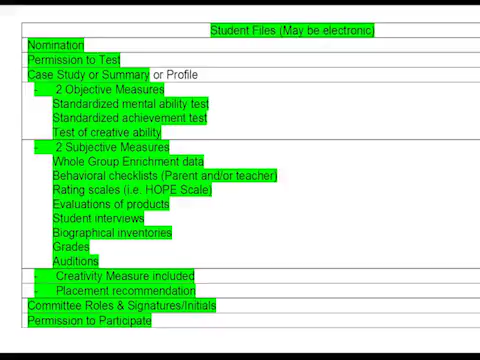 Student Files (May be electronic)
Nomination
Permission to Test
Case Study or Summary or Profile
- 2 Objective Measures
Standardized mental ability test
Standardized achievement test
Test of creative ability
- 2 Subjective Measures
Whole Group Enrichment data
Behavioral checklists (Parent and/or teacher)
Rating scales (i.e. HOPE Scale)
Evaluations of products
Student interviews
Biographical inventories
Grades
Auditions
- Creativity Measure included
- Placement recommendation
Committee Roles & Signatures/Initials
Permission to Participate